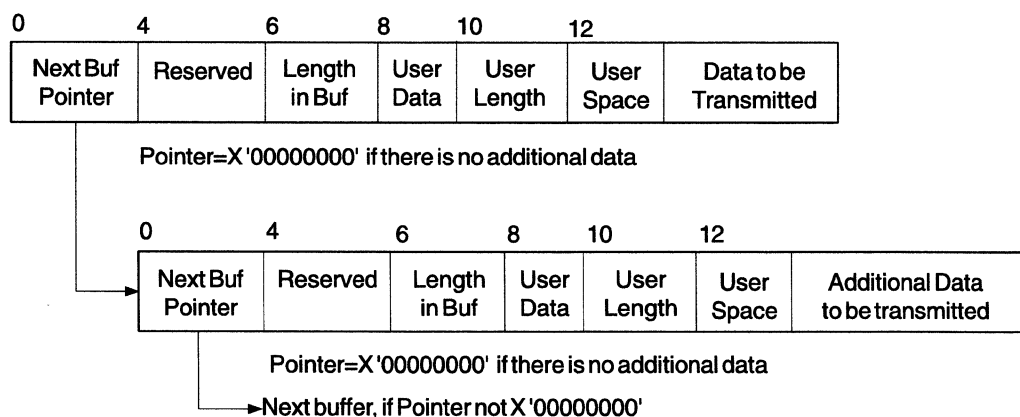 0 4 6 8 10 12
Next Buf Pointer
Reserved
Length in Buf
User Data
User Length
User Space
Data to be Transmitted
Pointer=X'00000000' if there is no additional data
0 4 6 8 10 12
Next Buf Pointer
Reserved
Length in Buf
User Data
User Length
User Space
Additional Data to be transmitted
Pointer=X'00000000' if there is no additional data
Next buffer, if Pointer not X'00000000'